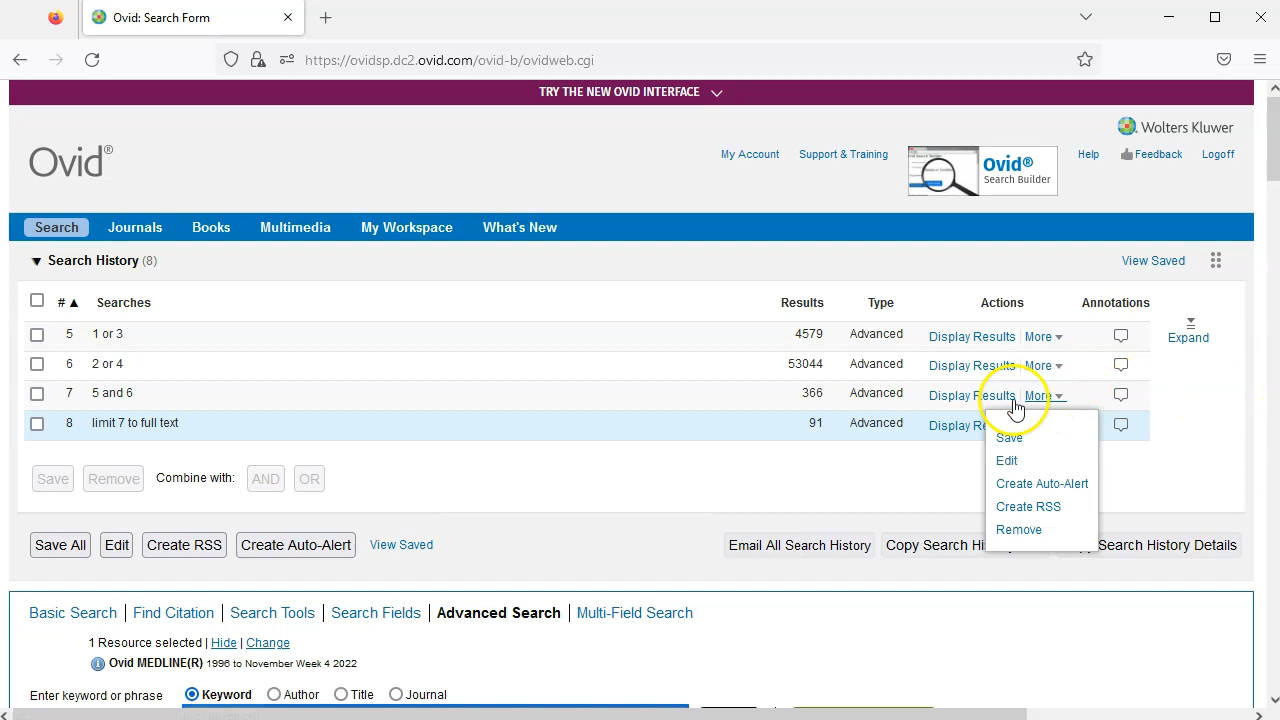 Ovid: Search Form
https://ovidsp.dc2.ovid.com/ovid-b/ovidweb.cgi
TRY THE NEW OVID INTERFACE
Wolters Kluwer
Ovid®
My Account Support & Training
Ovid®
Search Builder
Help Feedback Logoff
Search Journals Books Multimedia My Workspace What's New
Search History (8) View Saved
# ▲ Searches Results Type Actions Annotations
5 1 or 3 4579 Advanced Display Results More
Expand
6 2 or 4 53044 Advanced Display Results More
7 5 and 6 366 Advanced Display Results More
8 limit 7 to full text 91 Advanced Display
Save
Edit
Create Auto-Alert
Create RSS
Remove
Save Remove Combine with: AND OR
Save All Edit Create RSS Create Auto-Alert View Saved Email All Search History Copy Search Search History Details
Basic Search Find Citation Search Tools Search Fields Advanced Search Multi-Field Search
1 Resource selected | Hide | Change
Ovid MEDLINE(R) 1996 to November Week 4 2022
Enter keyword or phrase Keyword Author Title Journal